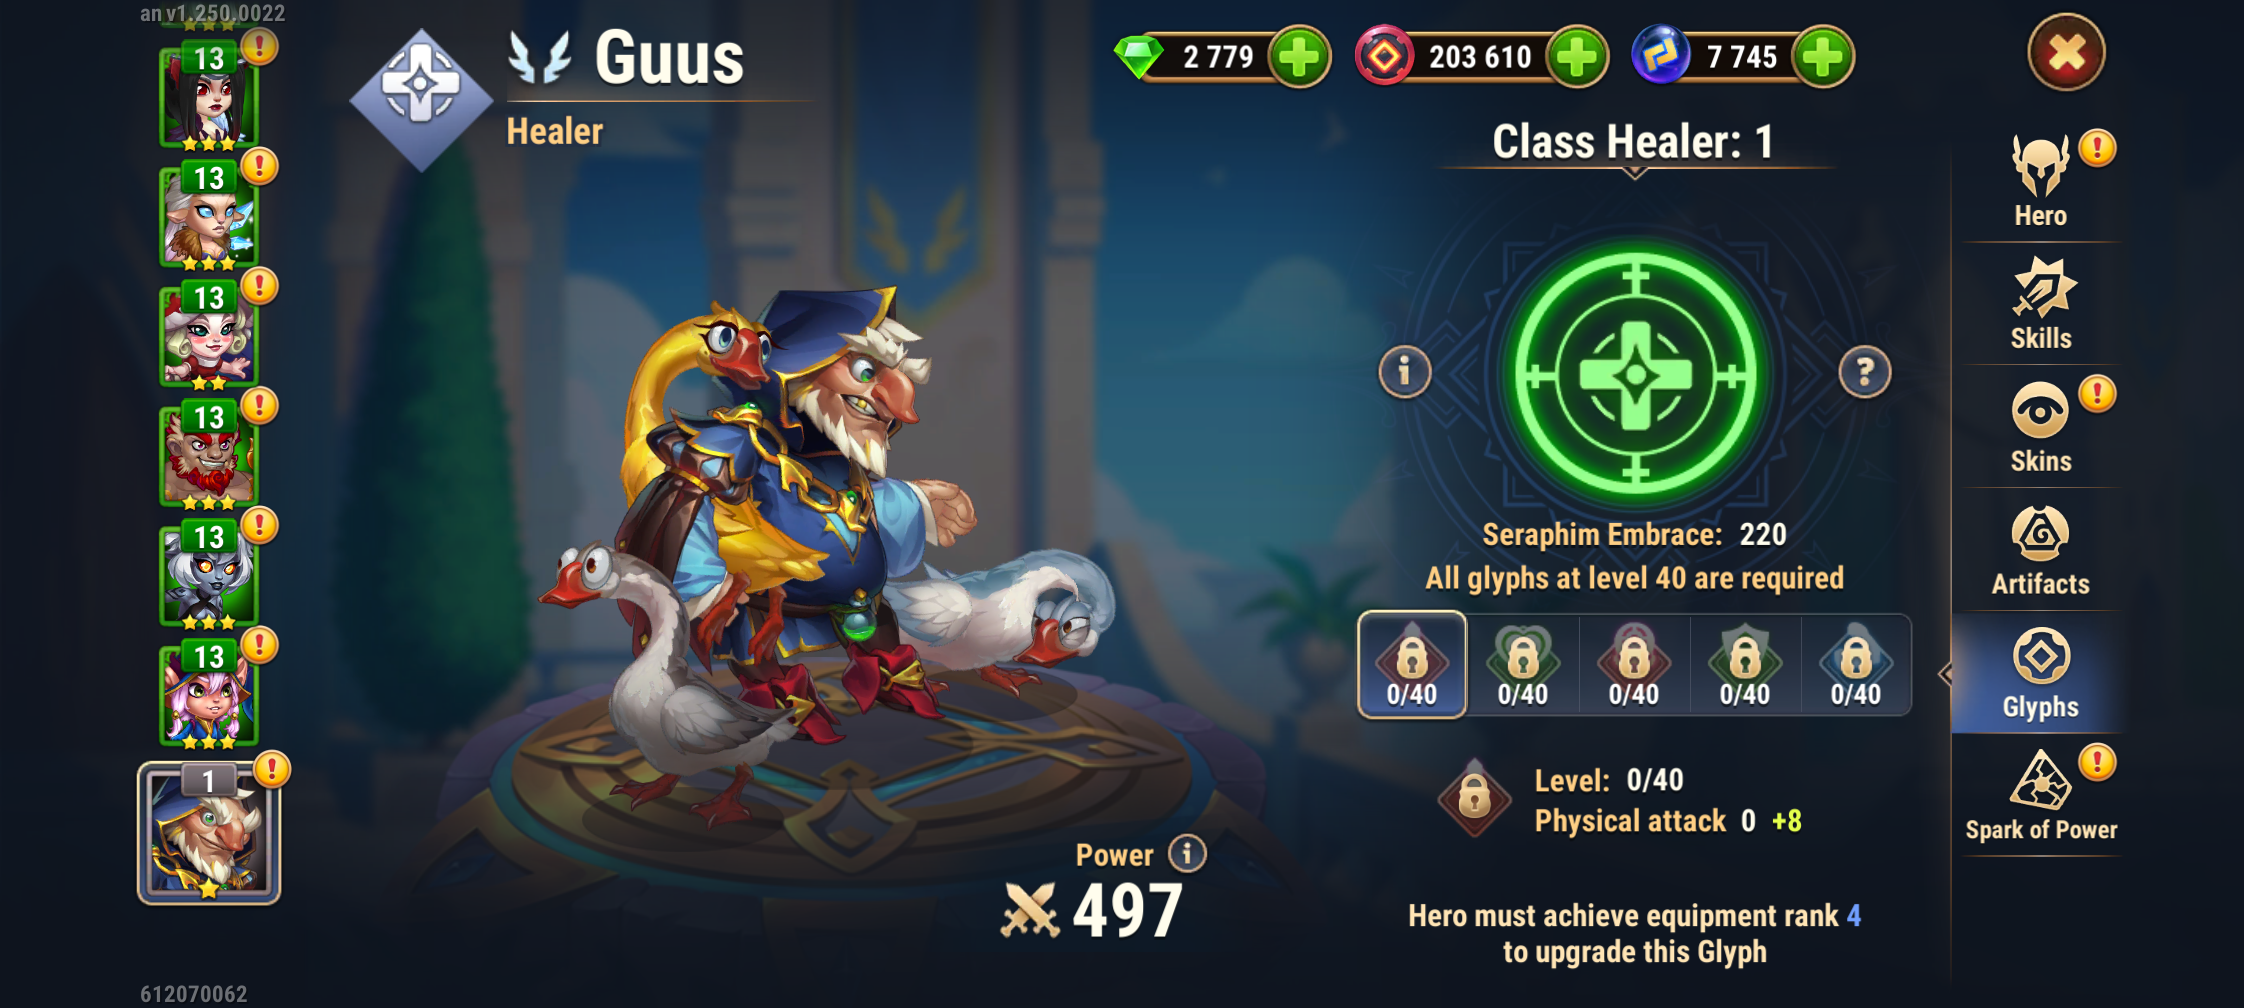 an v1.250.0022
13
13
13
13
13
13
1
612070062
Guus
Healer
2 779
203 610
7 745
Class Healer: 1
i
?
Seraphim Embrace: 220
All glyphs at level 40 are required
0/40
0/40
0/40
0/40
0/40
Level: 0/40
Physical attack 0 +8
Hero must achieve equipment rank 4
to upgrade this Glyph
Power i
497
Hero
Skills
Skins
Artifacts
Glyphs
Spark of Power